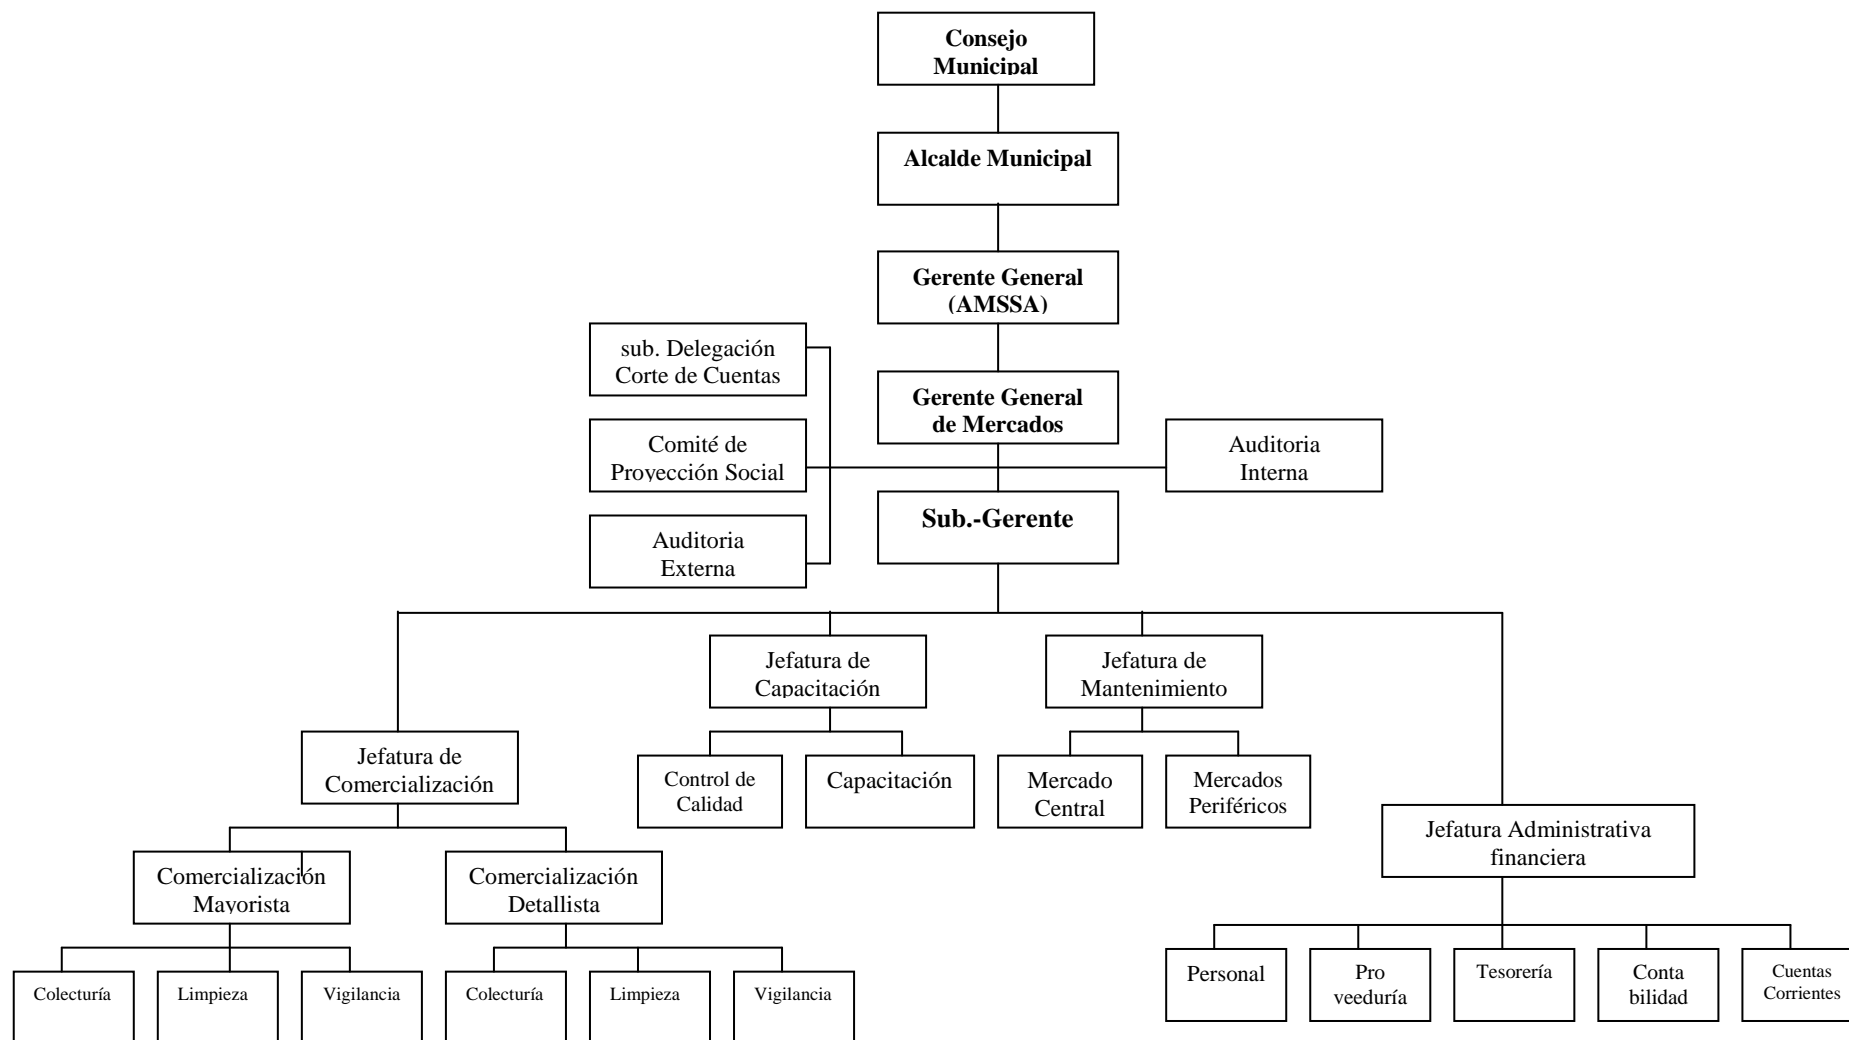 Consejo
Municipal
Alcalde Municipal
Gerente General
(AMSSA)
sub. Delegación
Corte de Cuentas
Gerente General
de Mercados
Comité de
Proyección Social
Auditoria
Interna
Sub.-Gerente
Auditoria
Externa
Jefatura de
Capacitación
Jefatura de
Mantenimiento
Jefatura de
Comercialización
Control de
Calidad
Capacitación
Mercado
Central
Mercados
Periféricos
Jefatura Administrativa
financiera
Comercialización
Mayorista
Comercialización
Detallista
Colecturía
Limpieza
Vigilancia
Colecturía
Limpieza
Vigilancia
Personal
Pro
veeduría
Tesorería
Conta
bilidad
Cuentas
Corrientes